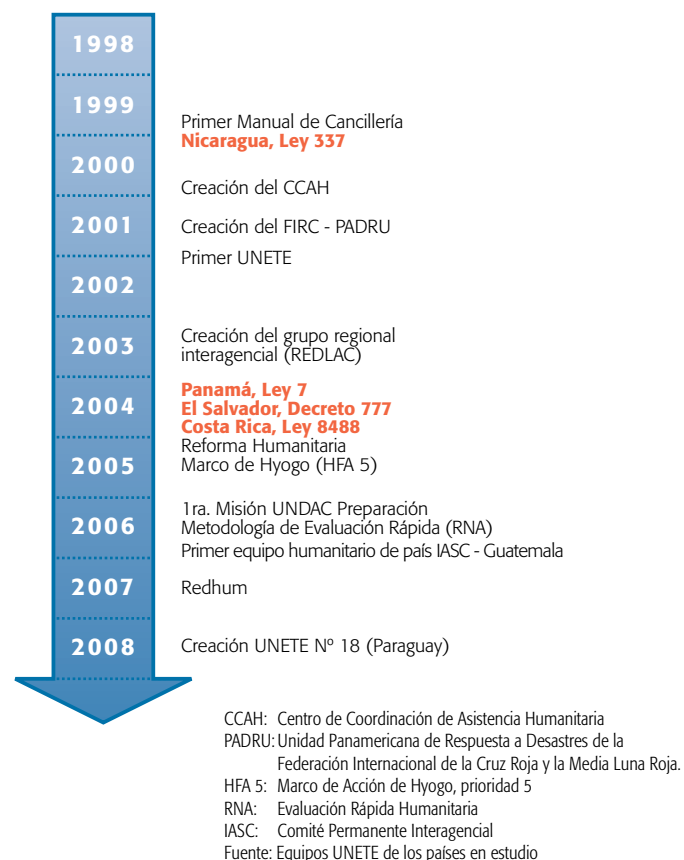 1998
1999
Primer Manual de Cancillería
Nicaragua, Ley 337
2000
Creación del CCAH
2001
Creación del FIRC - PADRU
Primer UNETE
2002
2003
Creación del grupo regional
interagencial (REDLAC)
2004
Panamá, Ley 7
El Salvador, Decreto 777
Costa Rica, Ley 8488
Reforma Humanitaria
2005
Marco de Hyogo (HFA 5)
2006
1ra. Misión UNDAC Preparación
Metodología de Evaluación Rápida (RNA)
Primer equipo humanitario de país IASC - Guatemala
2007
Redhum
2008
Creación UNETE Nº 18 (Paraguay)
CCAH: Centro de Coordinación de Asistencia Humanitaria
PADRU: Unidad Panamericana de Respuesta a Desastres de la
Federación Internacional de la Cruz Roja y la Media Luna Roja.
HFA 5: Marco de Acción de Hyogo, prioridad 5
RNA: Evaluación Rápida Humanitaria
IASC: Comité Permanente Interagencial
Fuente: Equipos UNETE de los países en estudio